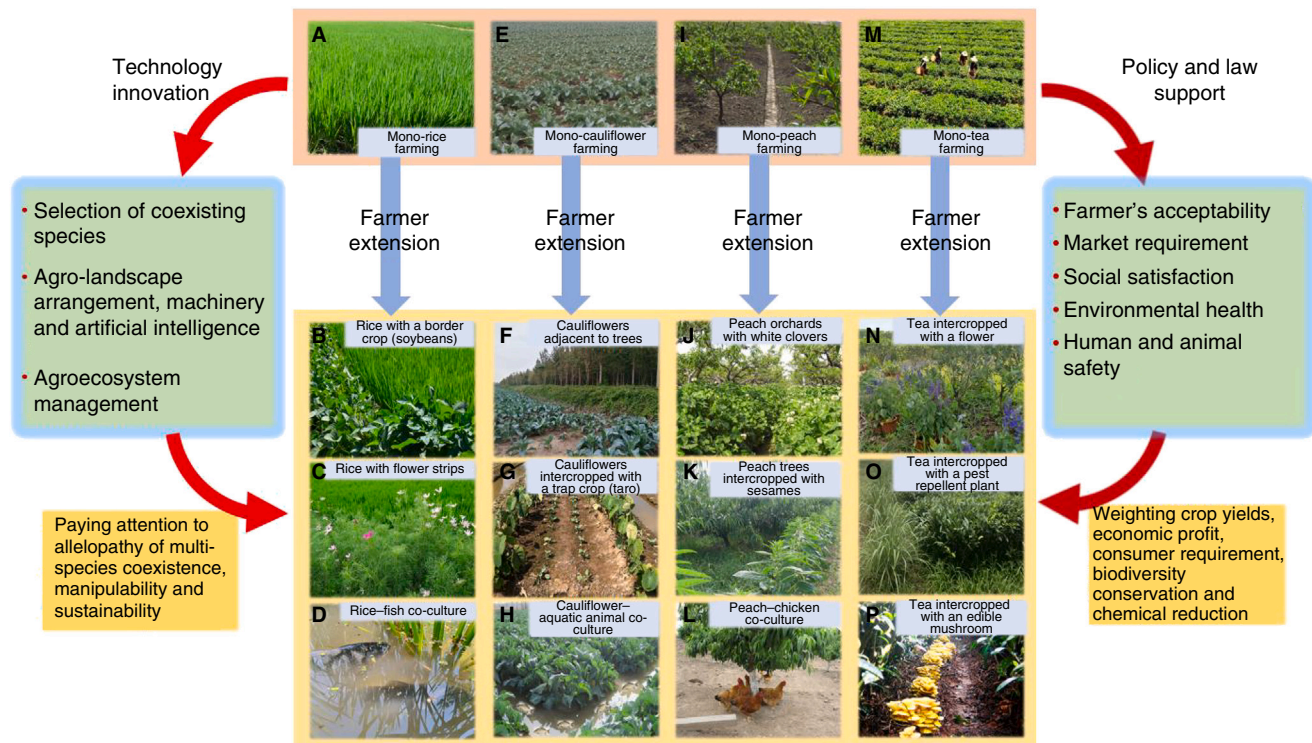 Technology
innovation
A
Mono-rice
farming
E
Mono-cauliflower
farming
I
Mono-peach
farming
M
Mono-tea
farming
Policy and law
support
• Selection of coexisting
species
• Agro-landscape
arrangement, machinery
and artificial intelligence
• Agroecosystem
management
Farmer
extension
Farmer
extension
Farmer
extension
Farmer
extension
• Farmer's acceptability
• Market requirement
• Social satisfaction
• Environmental health
• Human and animal
safety
B
Rice with a border
crop (soybeans)
F
Cauliflowers
adjacent to trees
J
Peach orchards
with white clovers
N
Tea intercropped
with a flower
C
Rice with flower strips
G
Cauliflowers
intercropped with
a trap crop (taro)
K
Peach trees
intercropped with
sesames
O
Tea intercropped
with a pest
repellent plant
D
Rice–fish co-culture
H
Cauliflower–
aquatic animal co-
culture
L
Peach–chicken
co-culture
P
Tea intercropped
with an edible
mushroom
Paying attention to
allelopathy of multi-
species coexistence,
manipulability and
sustainability
Weighting crop yields,
economic profit,
consumer requirement,
biodiversity
conservation and
chemical reduction